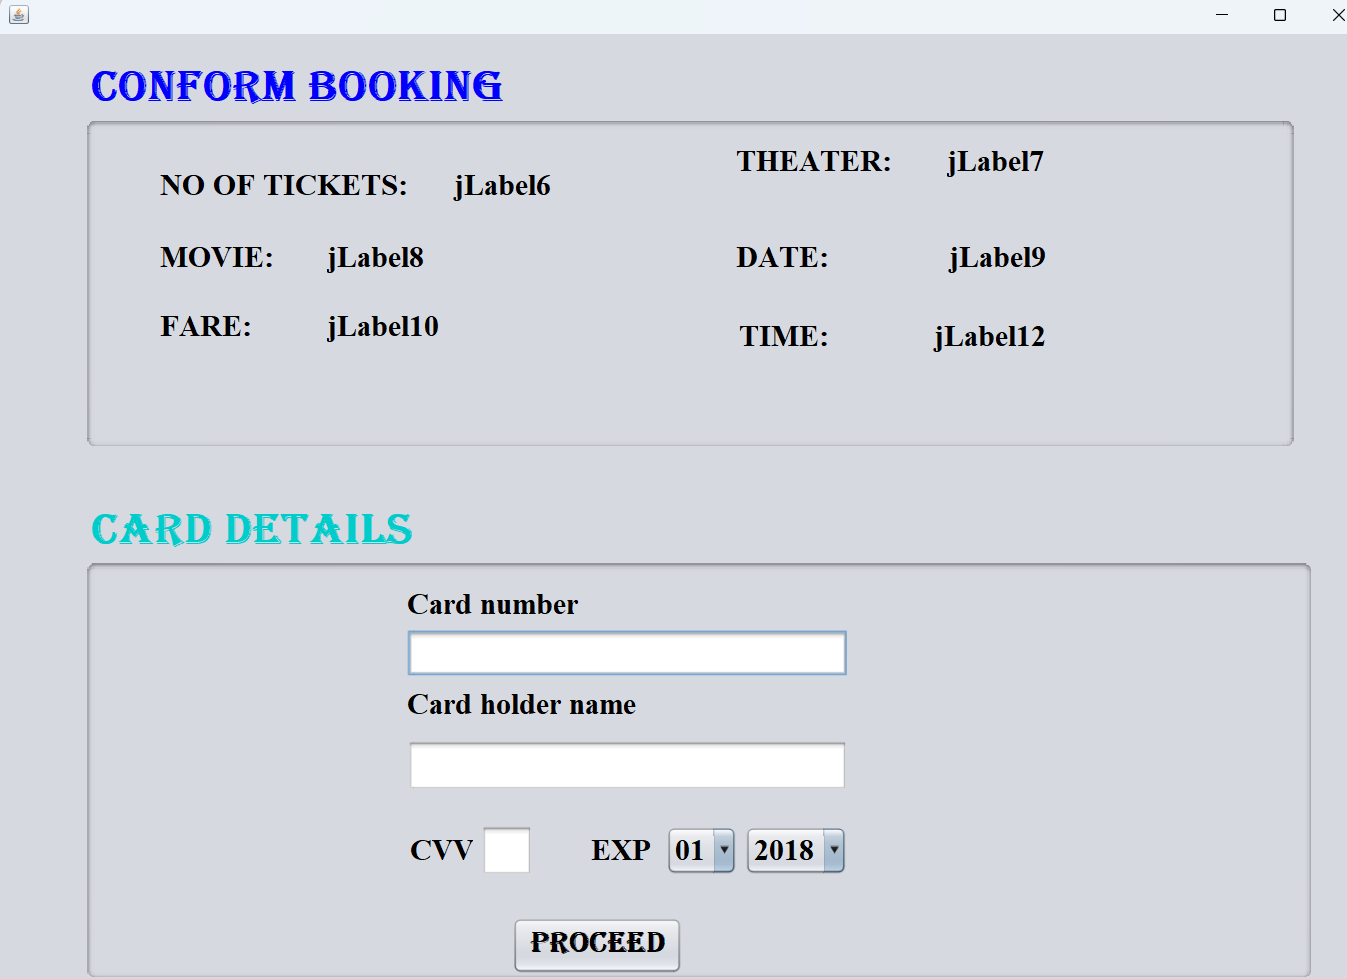 CONFORM BOOKING
THEATER: jLabel7
NO OF TICKETS: jLabel6
MOVIE: jLabel8 DATE: jLabel9
FARE: jLabel10 TIME: jLabel12
CARD DETAILS
Card number
Card holder name
CVV EXP 01 2018
PROCEED